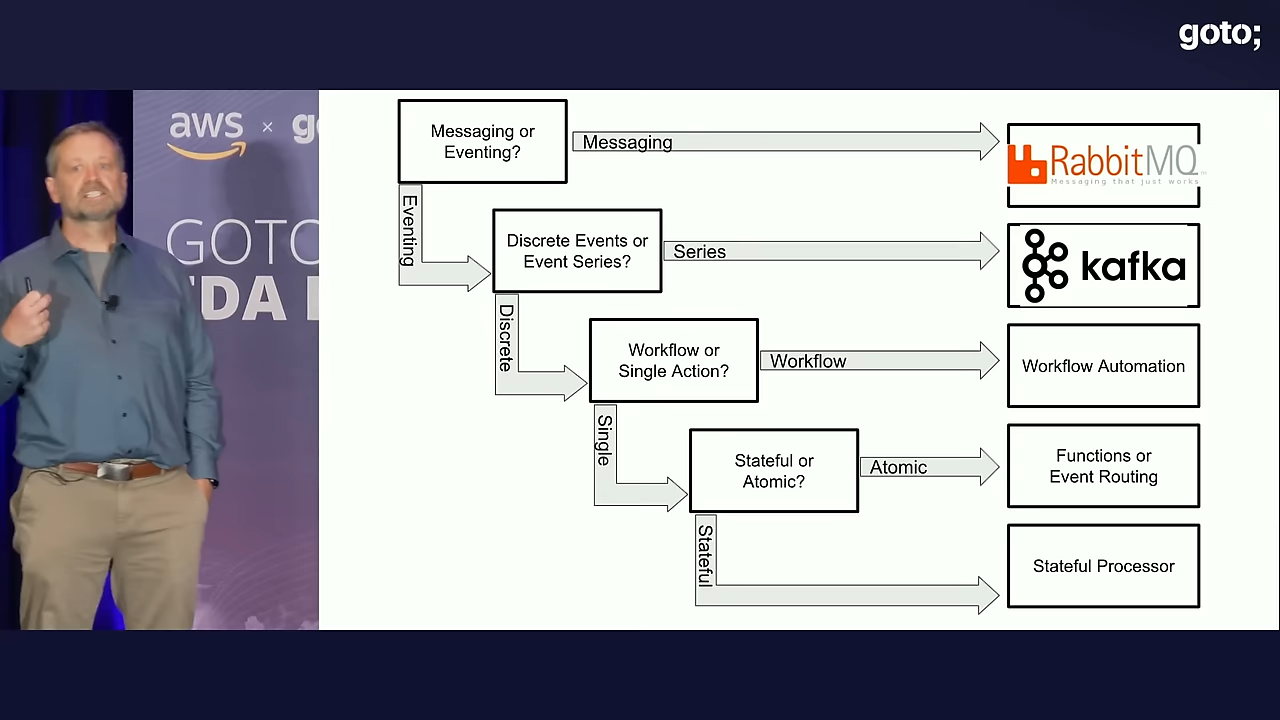 goto;
aws × go
GOTO
EDA
Messaging or
Eventing?
Messaging
RabbitMQ
Messaging that just works
Eventing
Discrete Events or
Event Series?
Series
kafka
Discrete
Workflow or
Single Action?
Workflow
Workflow Automation
Single
Stateful or
Atomic?
Atomic
Functions or
Event Routing
Stateful
Stateful Processor